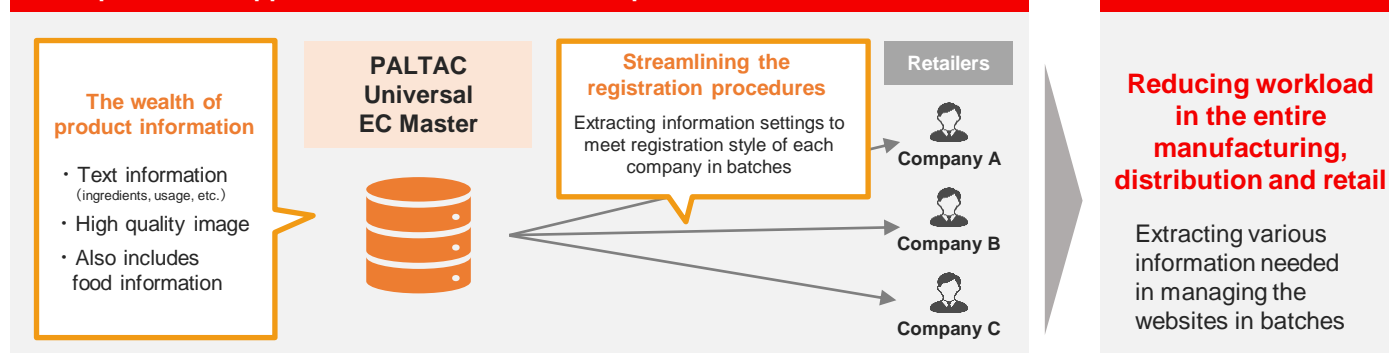 The wealth of
product information
・Text information
(ingredients, usage, etc.)
・High quality image
・Also includes
food information
PALTAC
Universal
EC Master
Streamlining the
registration procedures
Extracting information settings to
meet registration style of each
company in batches
Retailers
Company A
Company B
Company C
Reducing workload
in the entire
manufacturing,
distribution and retail
Extracting various
information needed
in managing the
websites in batches